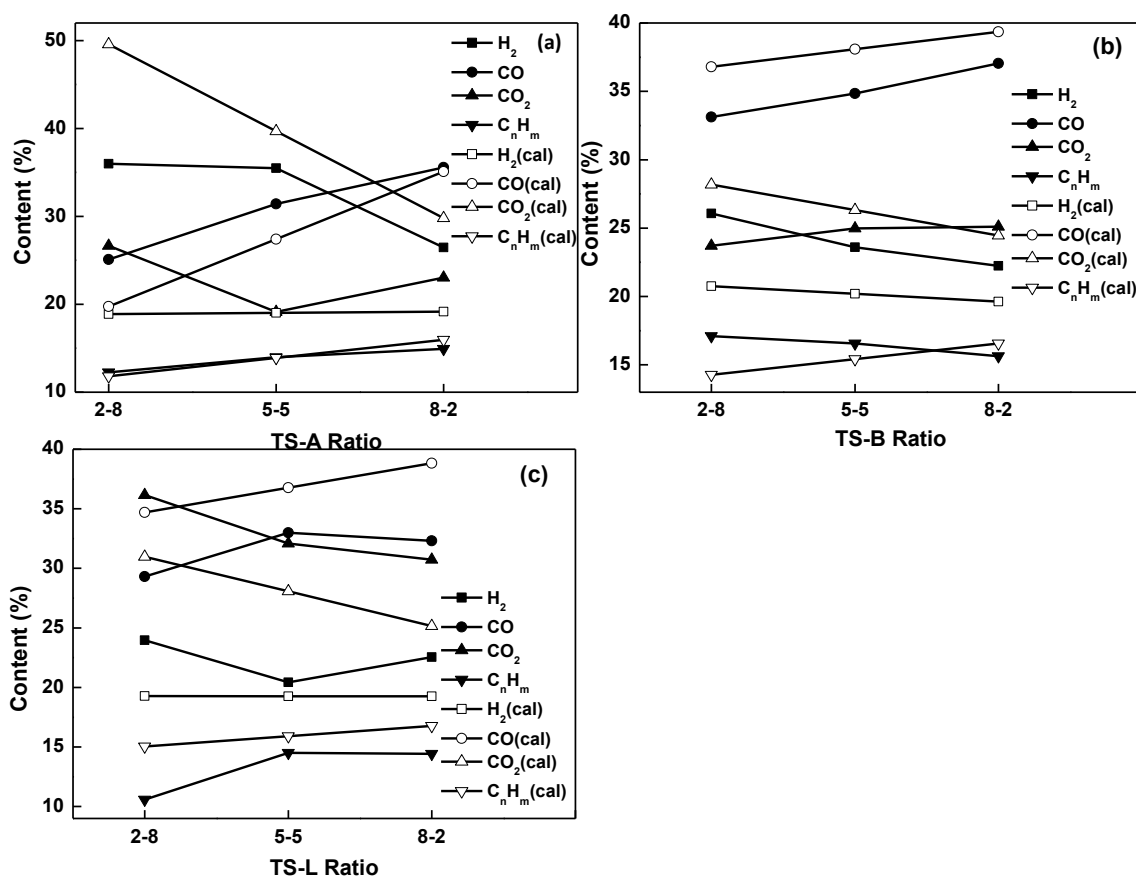 (a)
50
40
30
20
10
Content (%)
H₂
CO
CO₂
CₙHₘ
H₂(cal)
CO(cal)
CO₂(cal)
CₙHₘ(cal)
2-8
5-5
8-2
TS-A Ratio
(b)
40
35
30
25
20
15
Content (%)
H₂
CO
CO₂
CₙHₘ
H₂(cal)
CO(cal)
CO₂(cal)
CₙHₘ(cal)
2-8
5-5
8-2
TS-B Ratio
(c)
40
35
30
25
20
15
10
Content (%)
H₂
CO
CO₂
CₙHₘ
H₂(cal)
CO(cal)
CO₂(cal)
CₙHₘ(cal)
2-8
5-5
8-2
TS-L Ratio